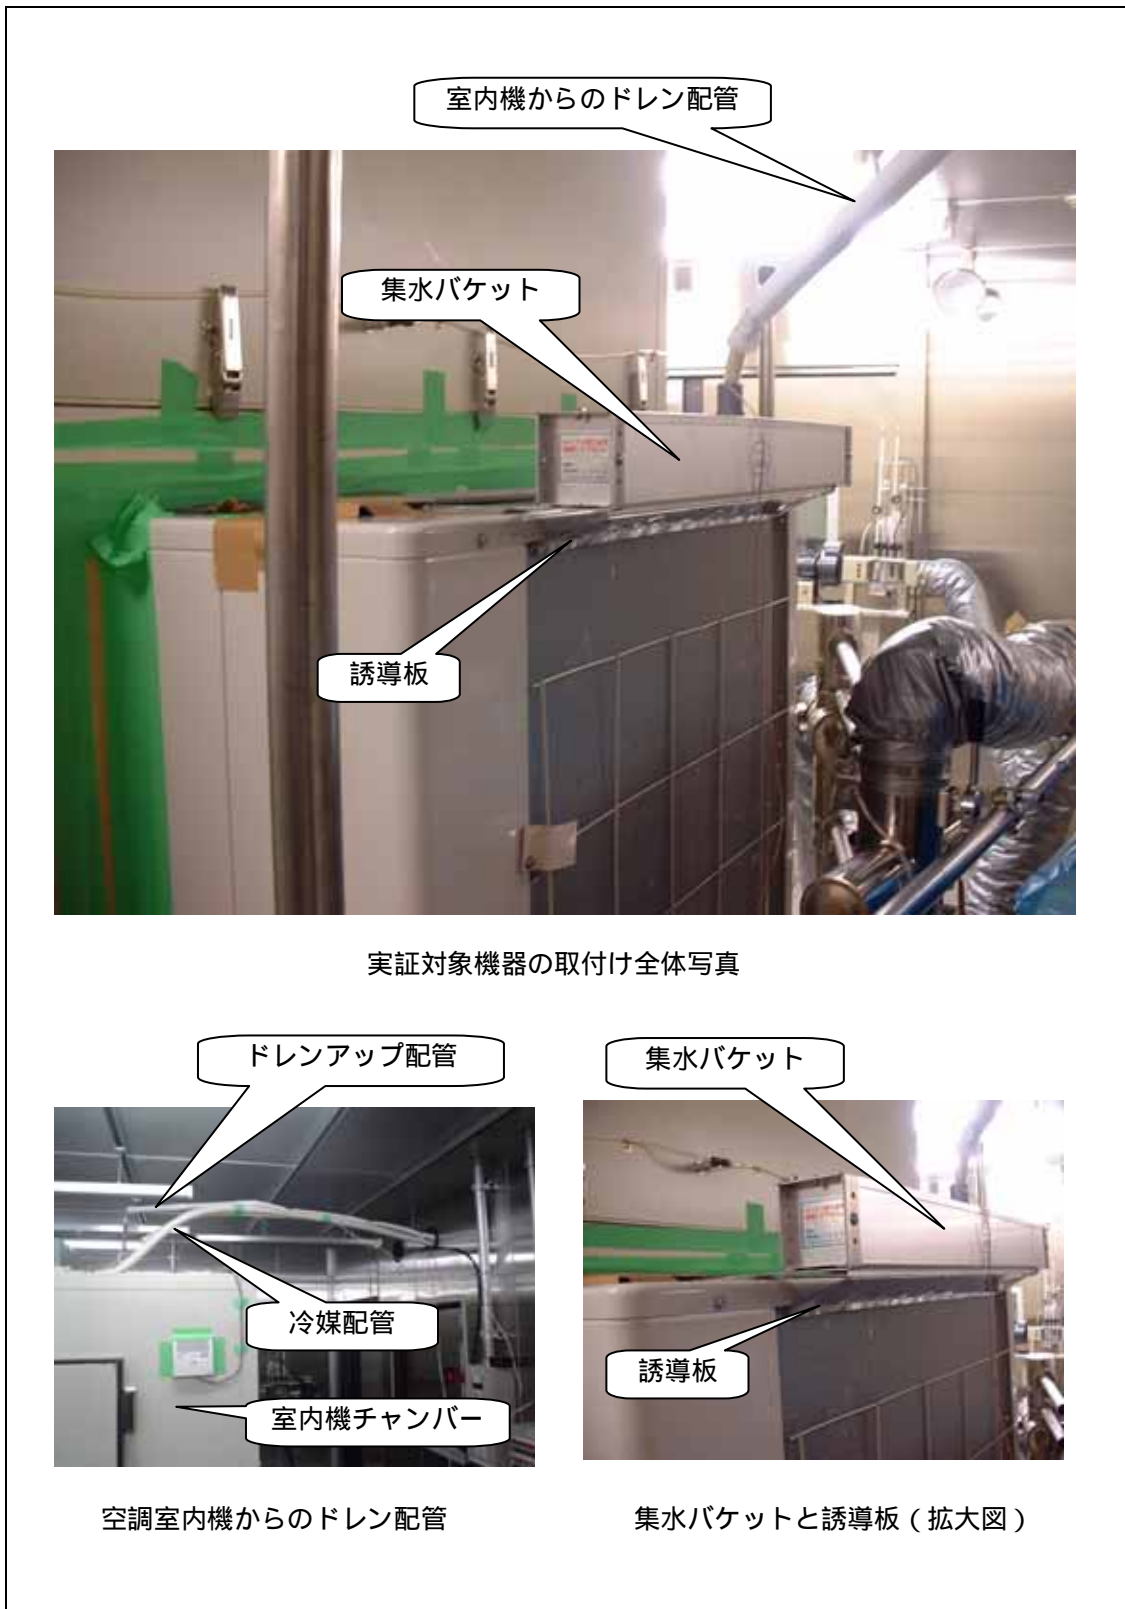 室内機からのドレン配管
集水バケット
誘導板
実証対象機器の取付け全体写真
ドレンアップ配管
冷媒配管
室内機チャンバー
空調室内機からのドレン配管
集水バケット
誘導板
集水バケットと誘導板（拡大図）